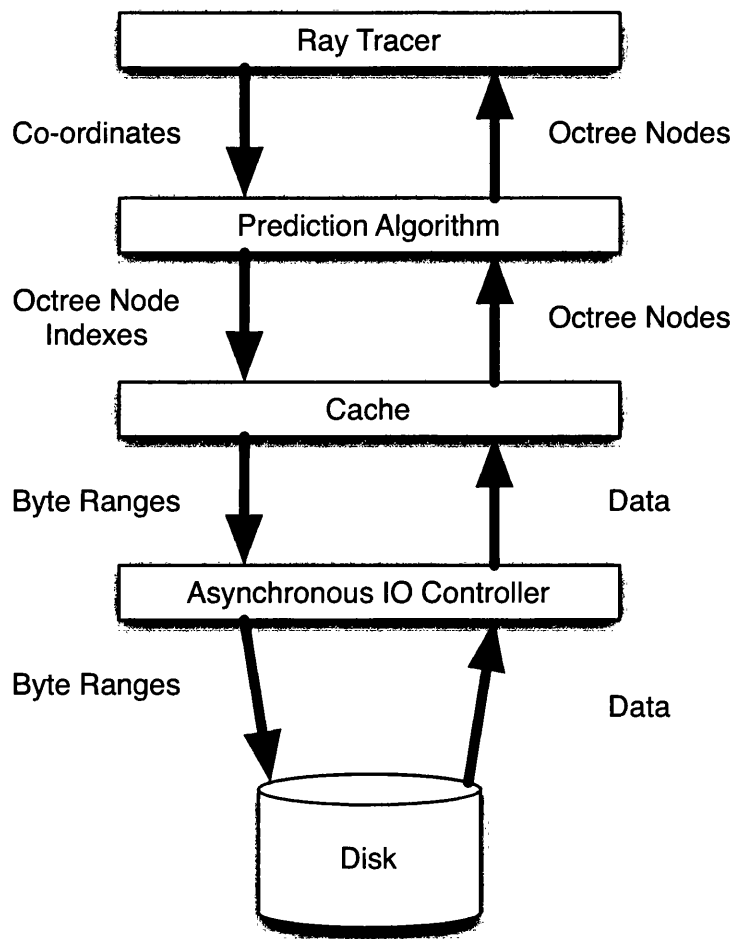 Ray Tracer
Co-ordinates
Octree Nodes
Prediction Algorithm
Octree Node
Indexes
Octree Nodes
Cache
Byte Ranges
Data
Asynchronous IO Controller
Byte Ranges
Data
Disk